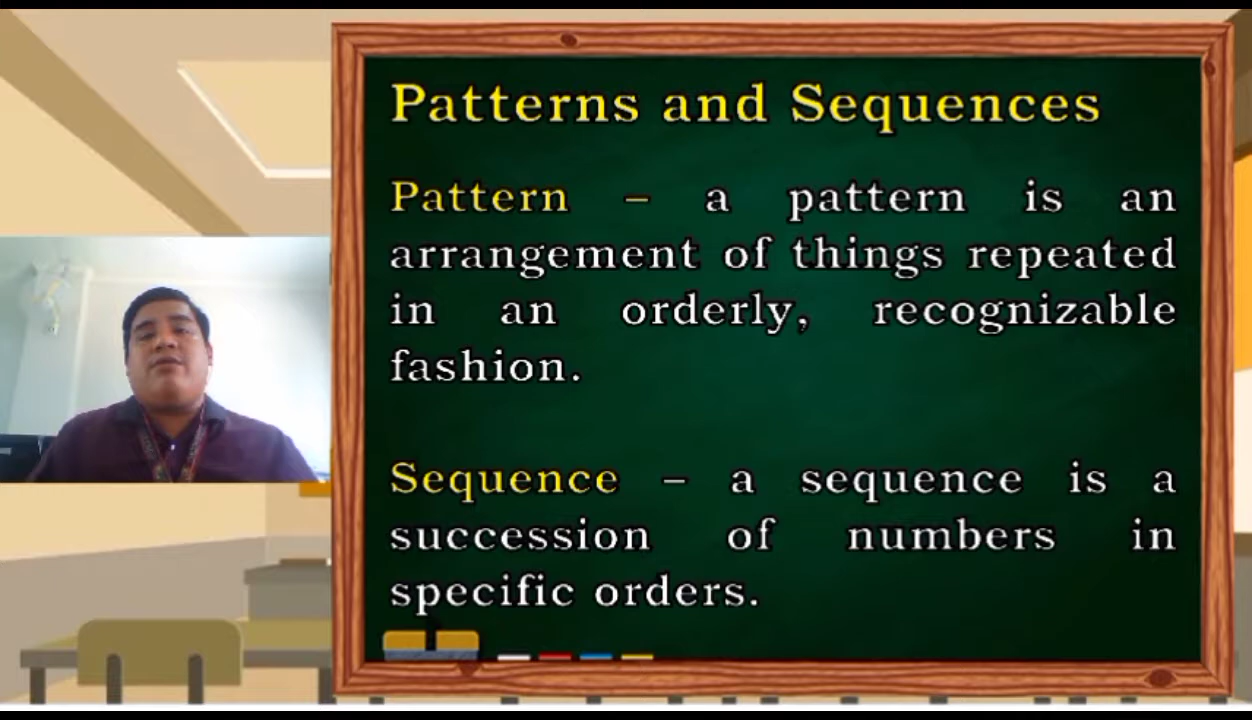 Patterns and Sequences
Pattern – a pattern is an
arrangement of things repeated
in an orderly, recognizable
fashion.
Sequence – a sequence is a
succession of numbers in
specific orders.